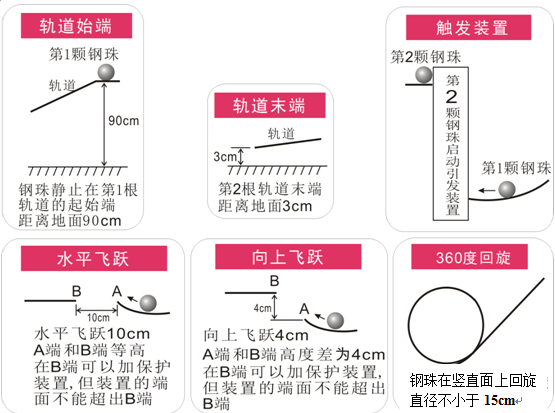 轨道始端
第1颗钢珠
轨道
90cm
钢珠静止在第1根
轨道的起始端
距离地面90cm
轨道末端
轨道
3cm
第2根轨道末端
距离地面3cm
触发装置
第2颗钢珠
第2颗钢珠启动引发装置
第1颗钢珠
水平飞跃
B
A
10cm
水平飞跃10cm
A端和B端等高
在B端可以加保护
装置,但装置的端
面不能超出B端
向上飞跃
B
A
4cm
向上飞跃4cm
A端和B端高度差为4cm
在B端可以加保护装置,
但装置的端面不能超出
B端
360度回旋
钢珠在竖直面上回旋
直径不小于 15cm